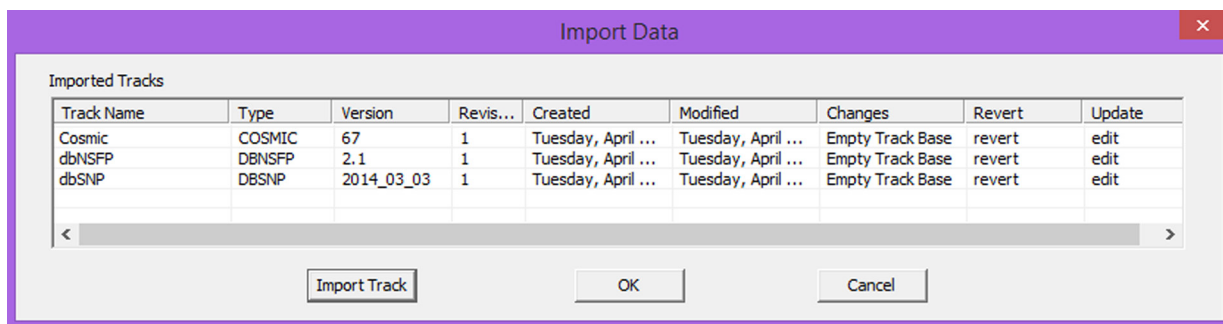 Import Data
Imported Tracks
Track Name Type Version Revis... Created Modified Changes Revert Update
Cosmic COSMIC 67 1 Tuesday, April ... Tuesday, April ... Empty Track Base revert edit
dbNSFP DBNSFP 2.1 1 Tuesday, April ... Tuesday, April ... Empty Track Base revert edit
dbSNP DBSNP 2014_03_03 1 Tuesday, April ... Tuesday, April ... Empty Track Base revert edit
Import Track OK Cancel